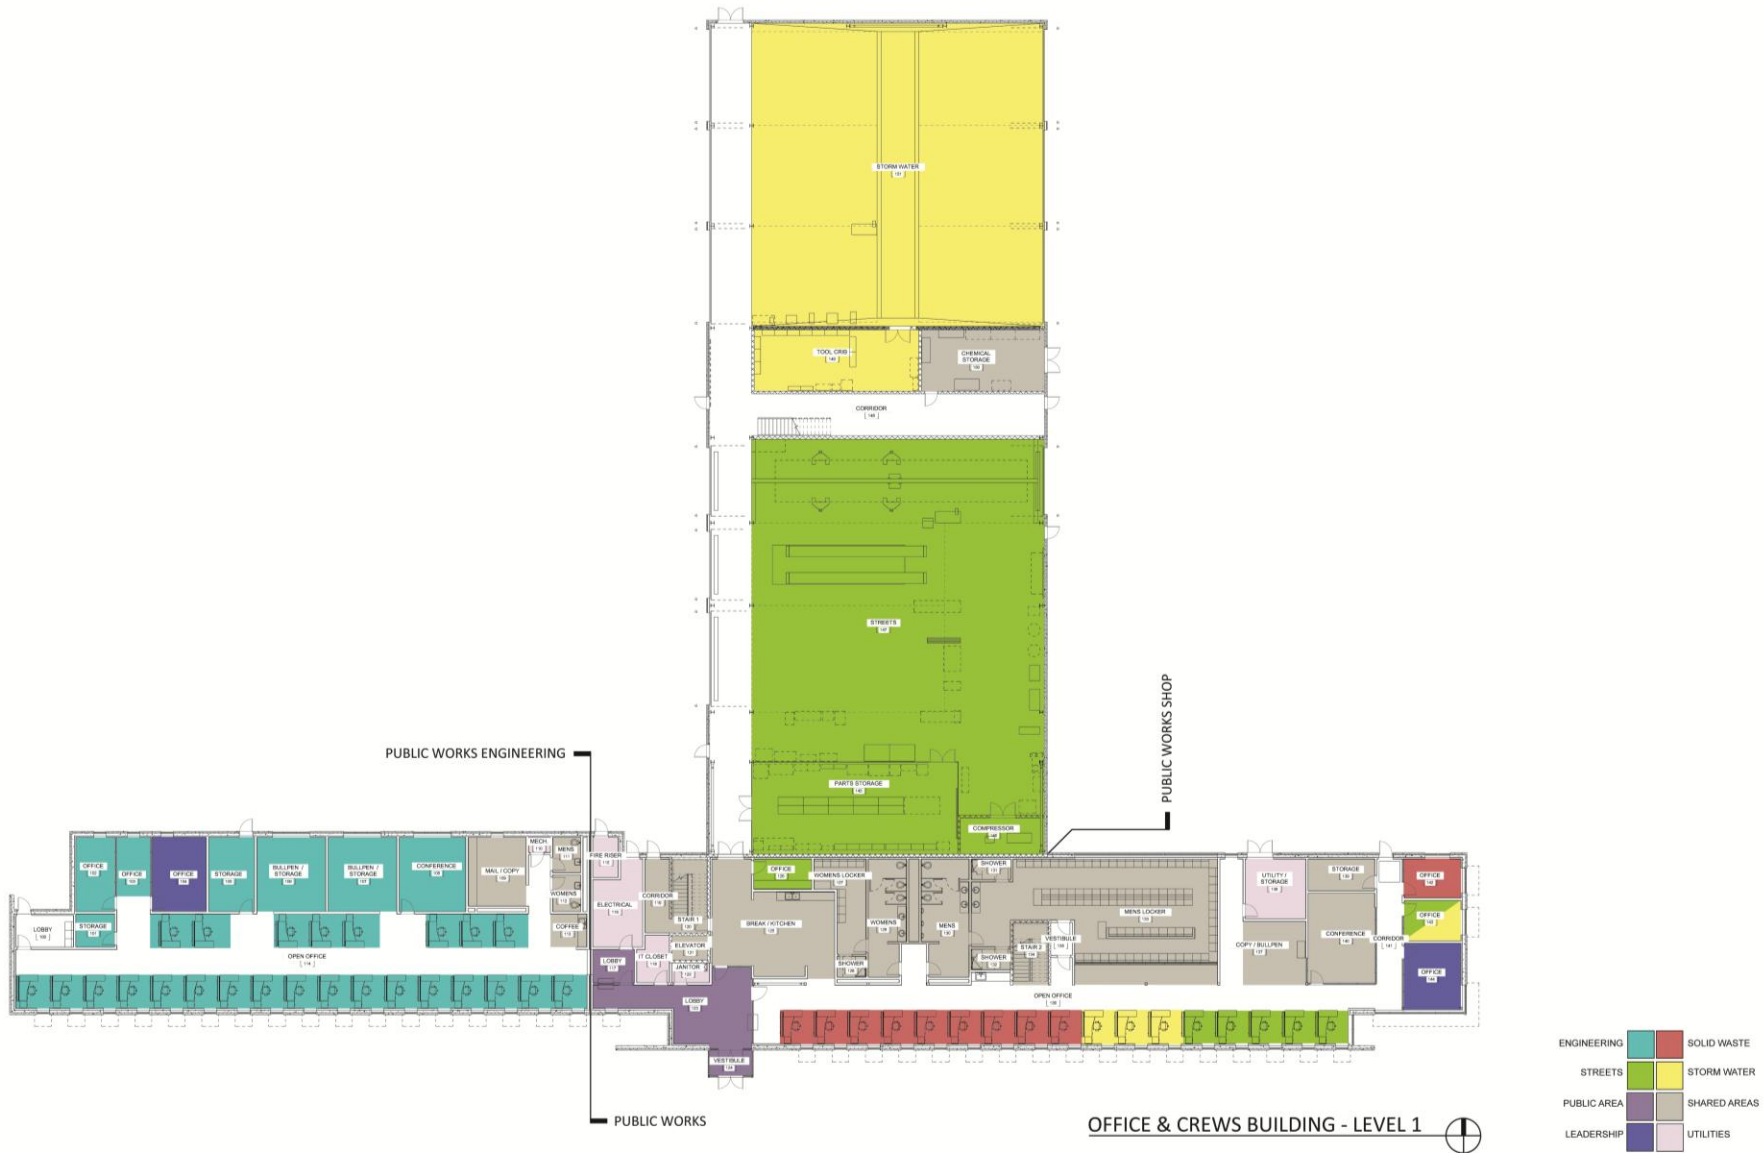 STORM WATER
151
TOOL CRIB
CHEMICAL
STORAGE
CORRIDOR
STREETS
147
PUBLIC WORKS SHOP
PUBLIC WORKS ENGINEERING
PARTS STORAGE
COMPRESSOR
OFFICE
OFFICE
OFFICE
STORAGE
BULLPEN /
STORAGE
BULLPEN /
STORAGE
CONFERENCE
MAIL / COPY
MECH.
MENS
WOMENS
COFFEE
FIRE RISER
ELECTRICAL
CORRIDOR
STAIR 1
ELEVATOR
IT CLOSET
JANITOR
LOBBY
LOBBY
STORAGE
OPEN OFFICE
LOBBY
VESTIBULE
OFFICE
WOMENS LOCKER
BREAK / KITCHEN
SHOWER
WOMENS
MENS
SHOWER
SHOWER
STAIR 2
VESTIBULE
MENS LOCKER
UTILITY /
STORAGE
COPY / BULLPEN
STORAGE
CONFERENCE
CORRIDOR
OFFICE
OFFICE
OFFICE
OPEN OFFICE
PUBLIC WORKS
OFFICE & CREWS BUILDING - LEVEL 1
ENGINEERING
SOLID WASTE
STREETS
STORM WATER
PUBLIC AREA
SHARED AREAS
LEADERSHIP
UTILITIES